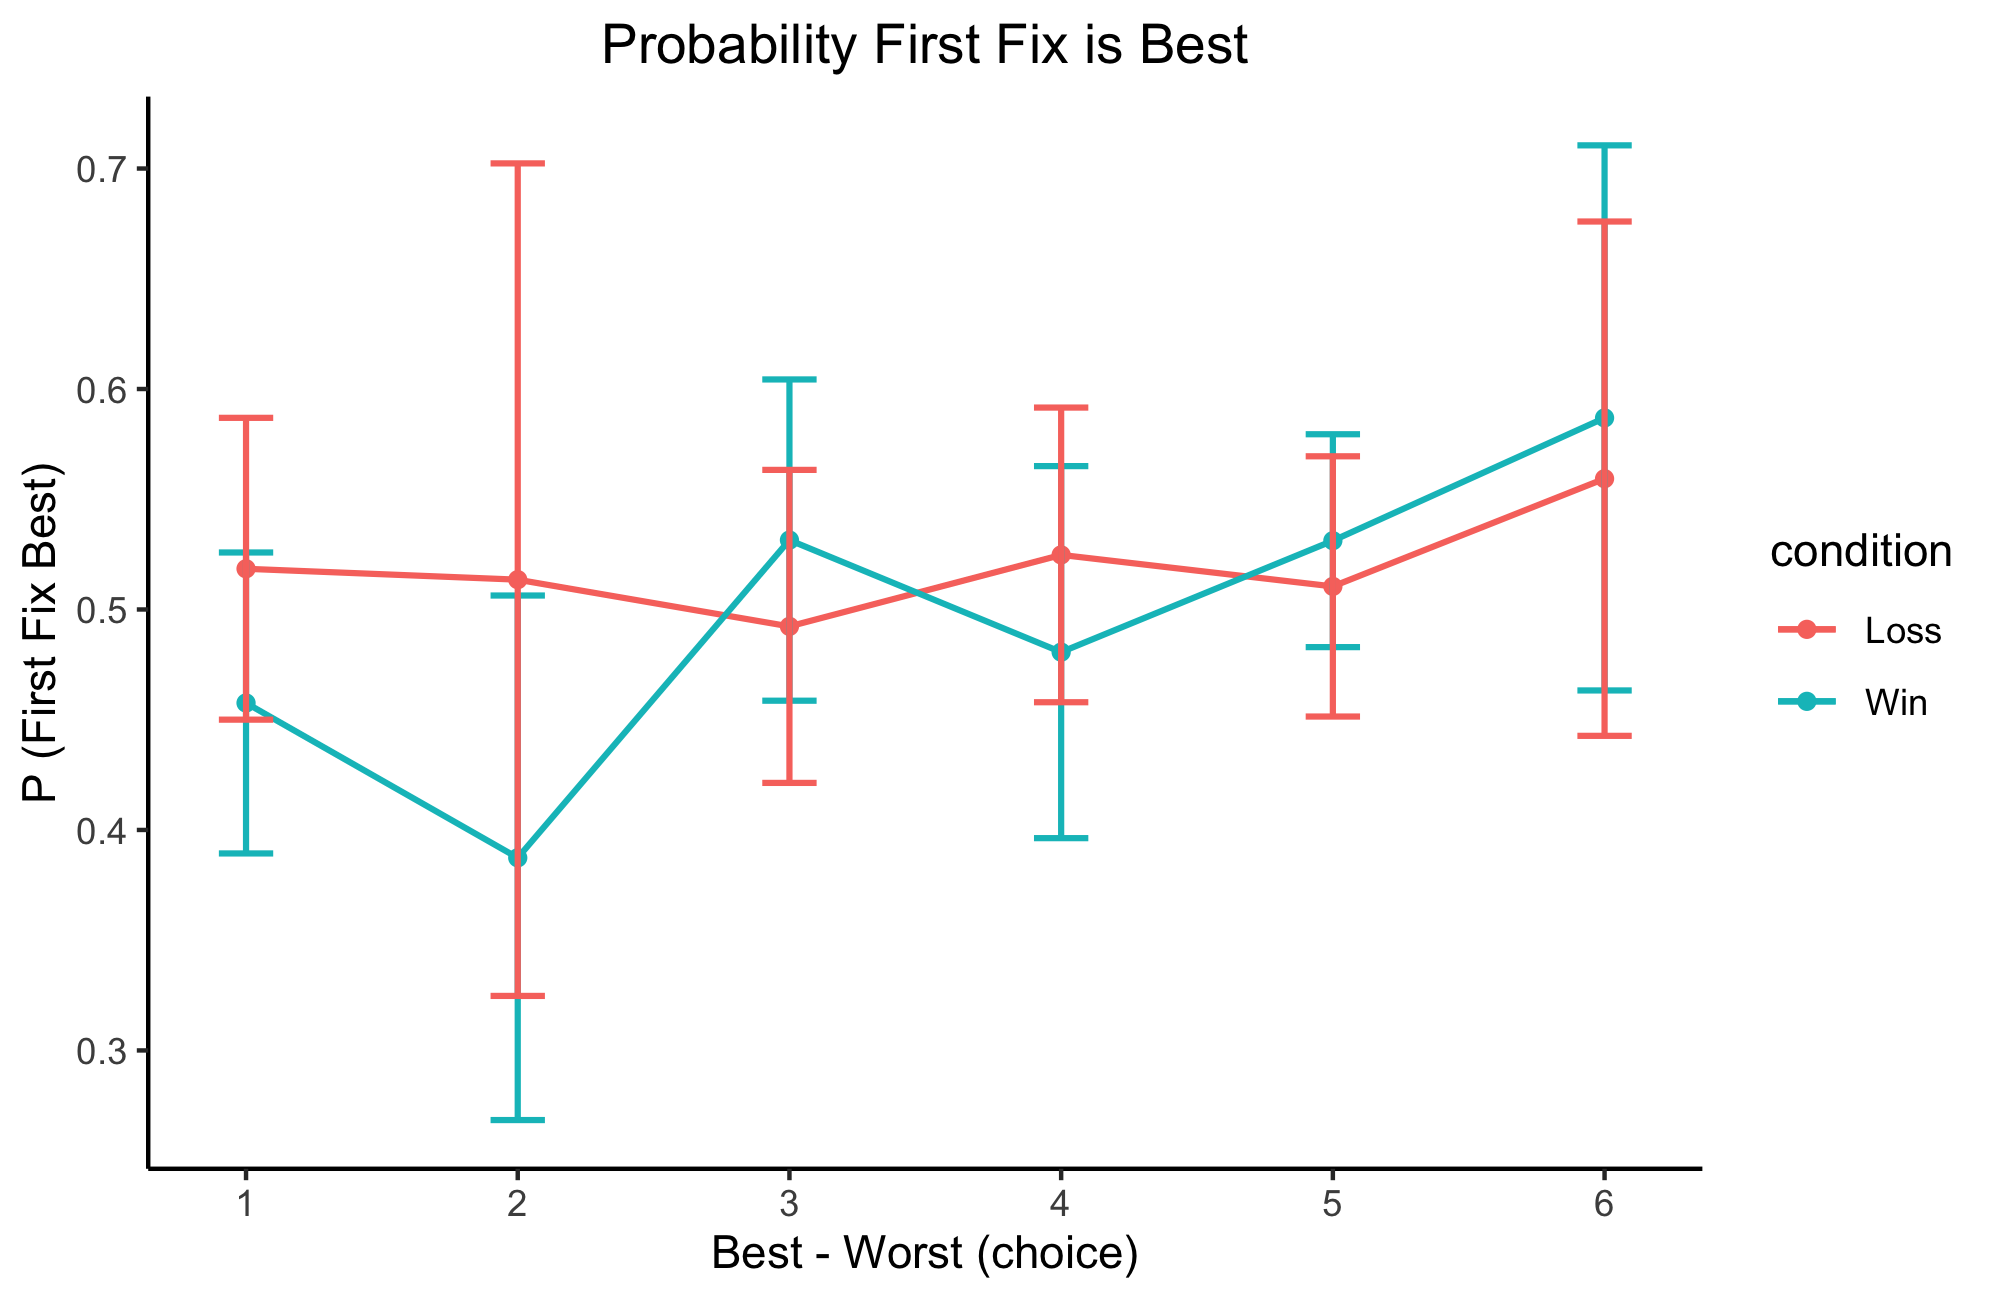 Probability First Fix is Best
P (First Fix Best)
0.7
0.6
0.5
0.4
0.3
1 2 3 4 5 6
Best - Worst (choice)
condition
Loss
Win